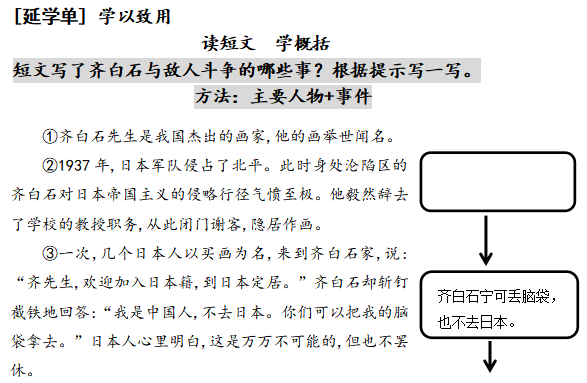 [延学单] 学以致用
读短文 学概括
短文写了齐白石与敌人斗争的哪些事？根据提示写一写。
方法：主要人物+事件
①齐白石先生是我国杰出的画家,他的画举世闻名。
②1937年,日本军队侵占了北平。此时身处沦陷区的
齐白石对日本帝国主义的侵略行径气愤至极。他毅然辞去
了学校的教授职务,从此闭门谢客,隐居作画。
③一次,几个日本人以买画为名,来到齐白石家,说:
“齐先生,欢迎加入日本籍,到日本定居。”齐白石却斩钉
截铁地回答:“我是中国人,不去日本。你们可以把我的脑
袋拿去。”日本人心里明白,这是万万不可能的,但也不罢
休。
齐白石宁可丢脑袋，
也不去日本。